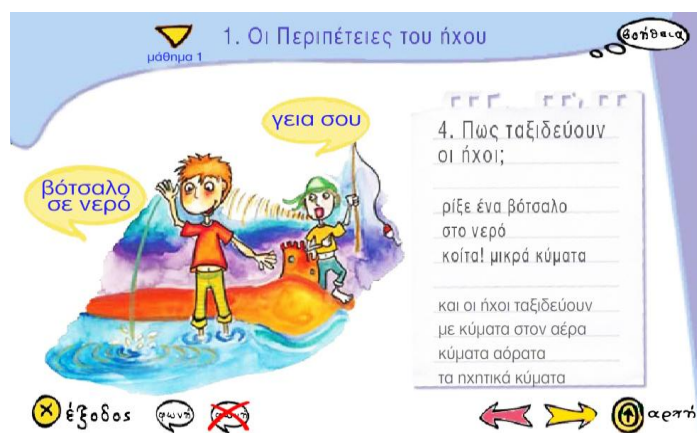 1. Οι Περιπέτειες του ήχου
μάθημα 1
βοήθεια
γεια σου
βότσαλο
σε νερό
4. Πως ταξιδεύουν
οι ήχοι;
ρίξε ένα βότσαλο
στο νερό
κοίτα! μικρά κύματα
και οι ήχοι ταξιδεύουν
με κύματα στον αέρα
κύματα αόρατα
τα ηχητικά κύματα
έξοδος
φωνή
φωνή
αρχή